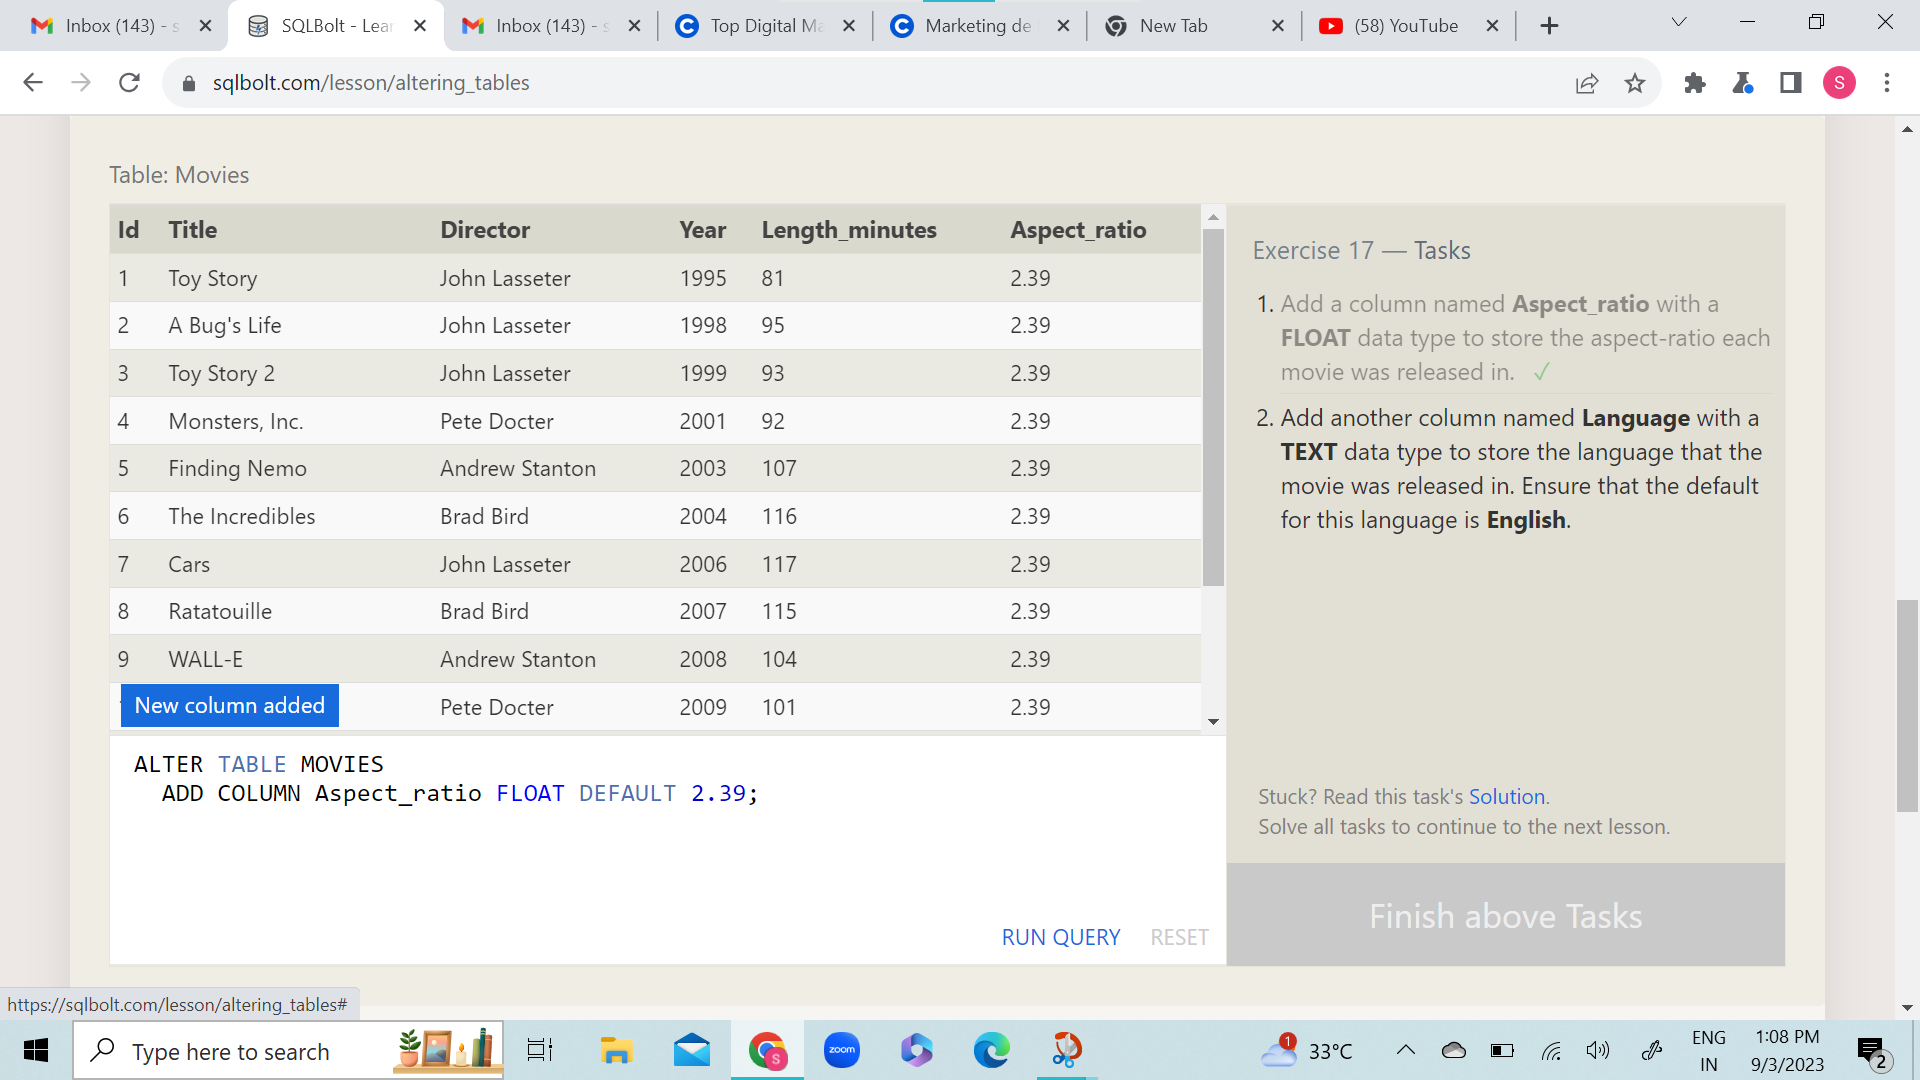 Inbox (143) - s
SQLBolt - Lear
Inbox (143) - s
Top Digital Ma
Marketing de
New Tab
(58) YouTube
sqlbolt.com/lesson/altering_tables
S
Table: Movies
Id Title Director Year Length_minutes Aspect_ratio
1 Toy Story John Lasseter 1995 81 2.39
2 A Bug's Life John Lasseter 1998 95 2.39
3 Toy Story 2 John Lasseter 1999 93 2.39
4 Monsters, Inc. Pete Docter 2001 92 2.39
5 Finding Nemo Andrew Stanton 2003 107 2.39
6 The Incredibles Brad Bird 2004 116 2.39
7 Cars John Lasseter 2006 117 2.39
8 Ratatouille Brad Bird 2007 115 2.39
9 WALL-E Andrew Stanton 2008 104 2.39
New column added Pete Docter 2009 101 2.39
ALTER TABLE MOVIES
ADD COLUMN Aspect_ratio FLOAT DEFAULT 2.39;
RUN QUERY RESET
Exercise 17 — Tasks
1. Add a column named Aspect_ratio with a
FLOAT data type to store the aspect-ratio each
movie was released in. ✓
2. Add another column named Language with a
TEXT data type to store the language that the
movie was released in. Ensure that the default
for this language is English.
Stuck? Read this task's Solution.
Solve all tasks to continue to the next lesson.
Finish above Tasks
https://sqlbolt.com/lesson/altering_tables#
Type here to search
S
zoom
1
33°C
ENG
IN
1:08 PM
9/3/2023
2